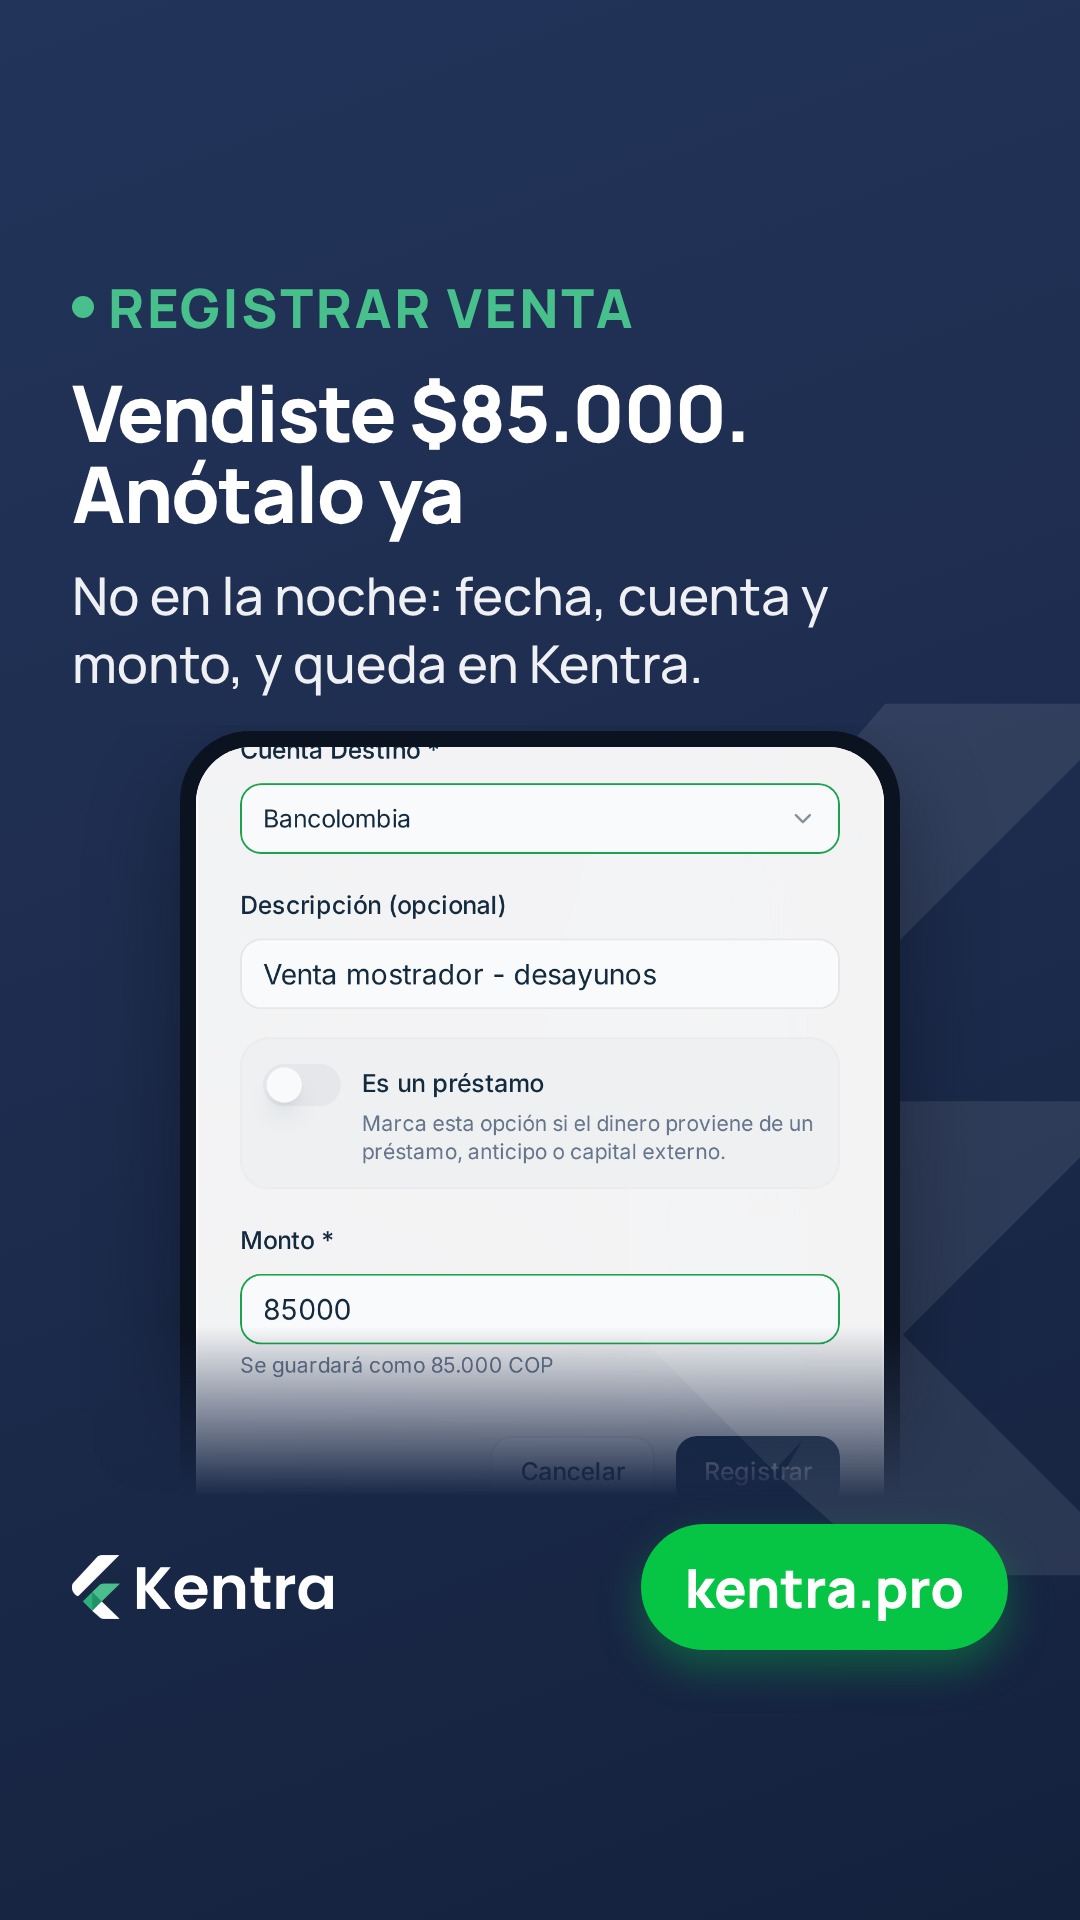 REGISTRAR VENTA
Vendiste $85.000.
Anótalo ya
No en la noche: fecha, cuenta y
monto, y queda en Kentra.
Cuenta Destino *
Bancolombia
Descripción (opcional)
Venta mostrador - desayunos
Es un préstamo
Marca esta opción si el dinero proviene de un
préstamo, anticipo o capital externo.
Monto *
85000
Se guardará como 85.000 COP
Cancelar
Registrar
Kentra
kentra.pro